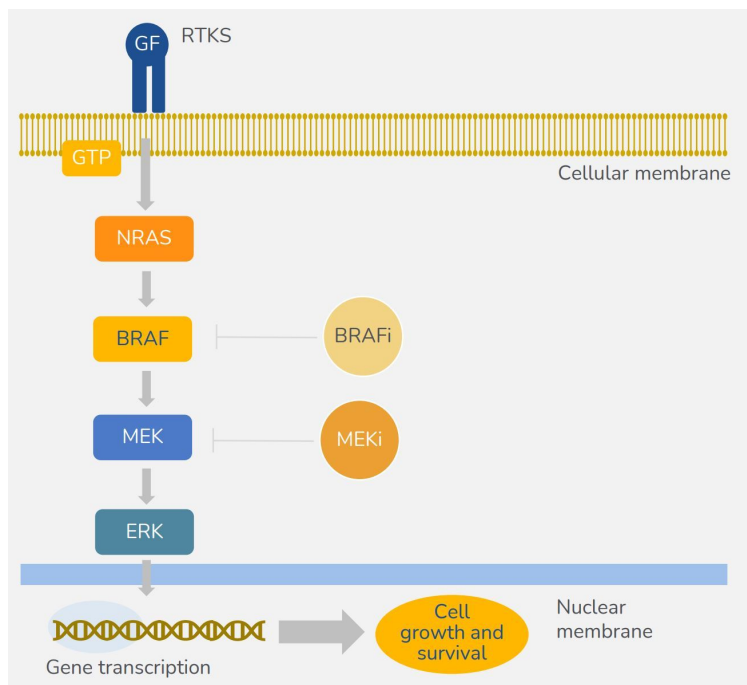 GF
RTKS
GTP
Cellular membrane
NRAS
BRAF
BRAFi
MEK
MEKi
ERK
Gene transcription
Cell
growth and
survival
Nuclear
membrane